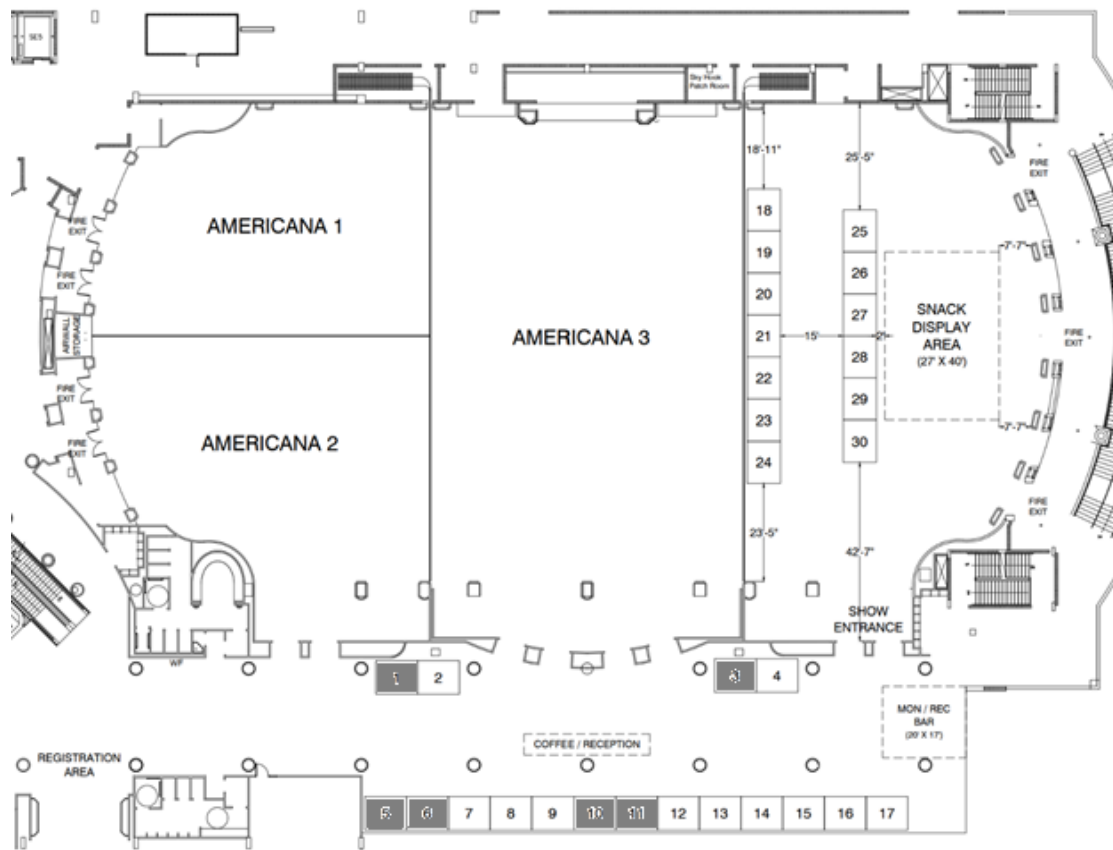 SE5
Sky Hook
Patch Room
18'-11"
25'-5"
FIRE
EXIT
AMERICANA 1
FIRE
EXIT
FIRE
EXIT
AIRWALL
STORAGE
FIRE
EXIT
FIRE
EXIT
AMERICANA 2
AMERICANA 3
18
19
20
21
22
23
24
23'-5"
15'
25
26
27
28
29
30
2'
42'-7"
SNACK
DISPLAY
AREA
(27' X 40')
7'-7"
7'-7"
FIRE
EXIT
FIRE
EXIT
SHOW
ENTRANCE
WF
1
2
3
4
MON / REC
BAR
(20' X 17')
COFFEE / RECEPTION
REGISTRATION
AREA
5
6
7
8
9
10
11
12
13
14
15
16
17